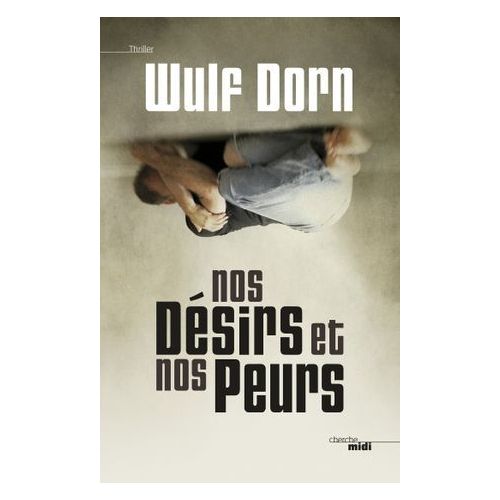 Thriller
Wulf Dorn
nos
Désirs et
nos Peurs
cherche
midi